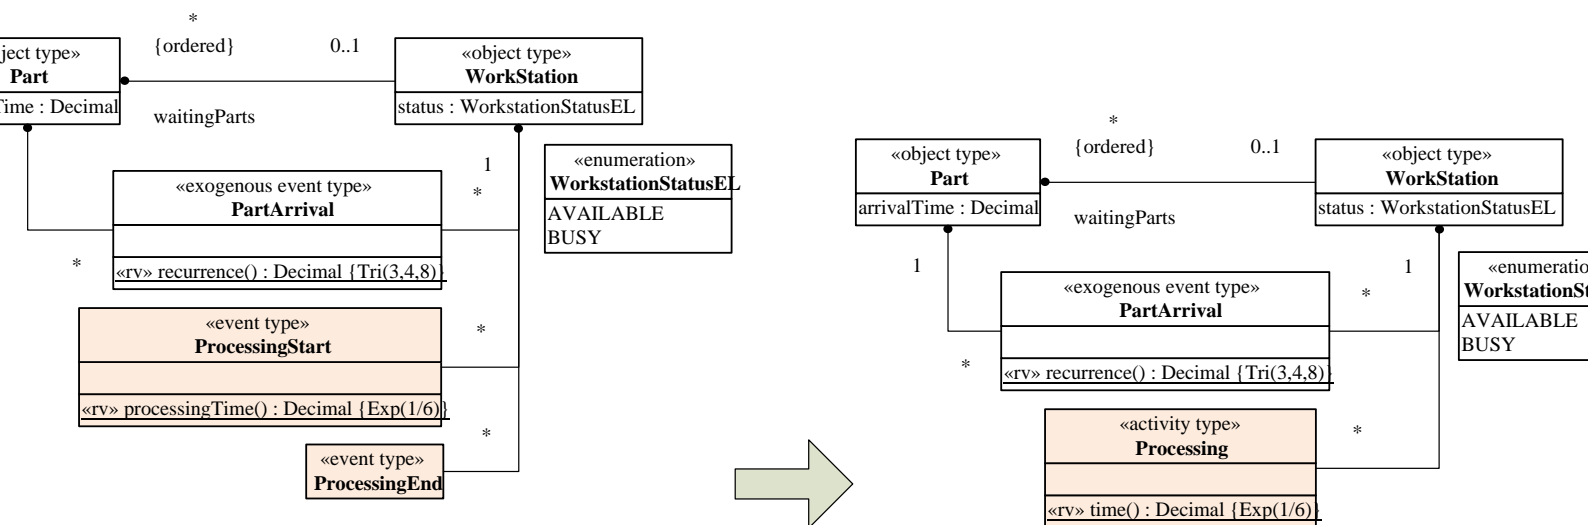 *
{ordered}
0..1
ject type»
Part
ime : Decimal
waitingParts
«object type»
WorkStation
status : WorkstationStatusEL
1
*
«enumeration»
WorkstationStatusEL
AVAILABLE
BUSY
«exogenous event type»
PartArrival
«rv» recurrence() : Decimal {Tri(3,4,8)}
*
«event type»
ProcessingStart
«rv» processingTime() : Decimal {Exp(1/6)}
*
«event type»
ProcessingEnd
*
*
{ordered}
0..1
«object type»
Part
arrivalTime : Decimal
waitingParts
«object type»
WorkStation
status : WorkstationStatusEL
1
1
*
«enumeratio
WorkstationSt
AVAILABLE
BUSY
«exogenous event type»
PartArrival
«rv» recurrence() : Decimal {Tri(3,4,8)}
*
«activity type»
Processing
«rv» time() : Decimal {Exp(1/6)}
*